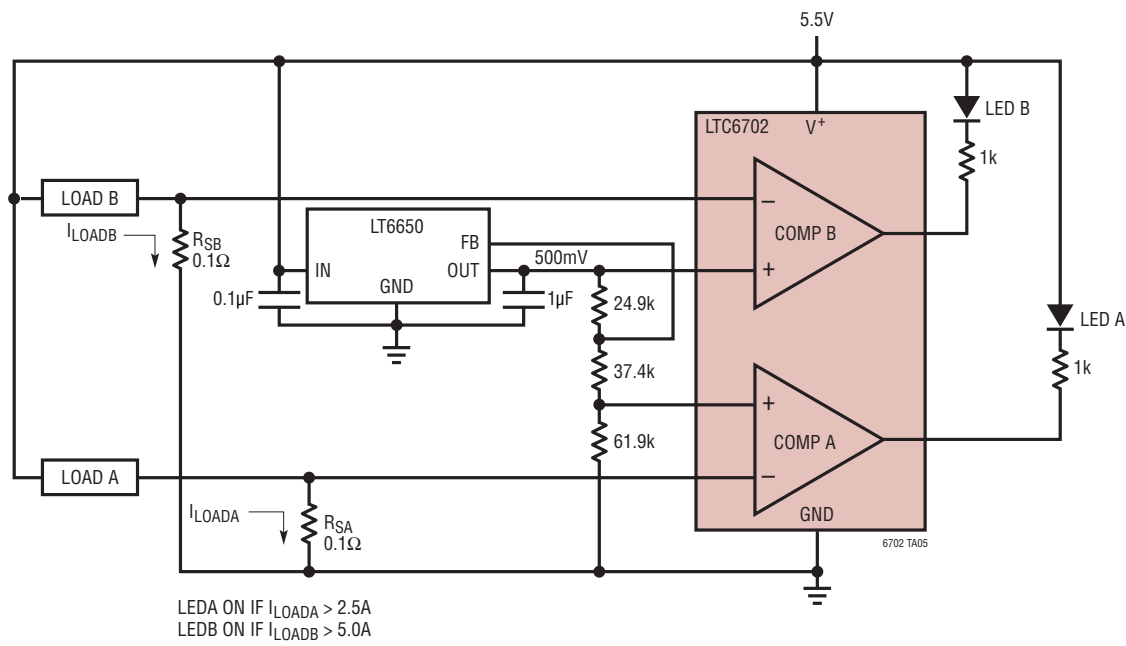 5.5V
LED B
LTC6702
V+
1k
LOAD B
LT6650
COMP B
ILOADB
RSB
0.1Ω
FB
500mV
IN
OUT
GND
0.1µF
1µF
24.9k
LED A
37.4k
1k
61.9k
COMP A
LOAD A
GND
ILOADA
RSA
0.1Ω
6702 TA05
LEDA ON IF ILOADA > 2.5A
LEDB ON IF ILOADB > 5.0A